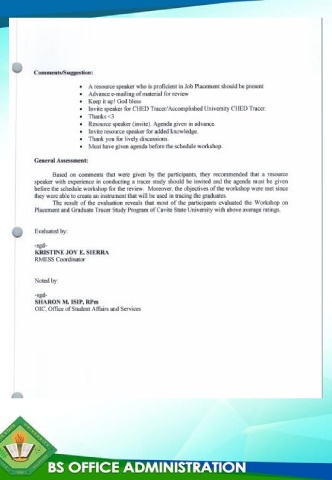 Comments/Suggestion:
• A resource speaker who is proficient in Job Placement should be present
• Advance e-mailing of material for review
• Keep it up! God bless
• Invite speaker for CHED Tracer/Accomplished University CHED Tracer.
• Thanks <3
• Resource speaker (invite). Agenda given in advance.
• Invite resource speaker for added knowledge.
• Thank you for lively discussions.
• Must have given agenda before the schedule workshop.
General Assessment:
Based on comments that were given by the participants, they recommended that a resource
speaker with experience in conducting a tracer study should be invited and the agenda must be given
before the schedule workshop for the review. Moreover, the objectives of the workshop were met since
they were able to create an instrument that will be used in tracing the graduates.
The result of the evaluation reveals that most of the participants evaluated the Workshop on
Placement and Graduate Tracer Study Program of Cavite State University with above average ratings.
Evaluated by:
-sgd-
KRISTINE JOY E. SIERRA
RMESS Coordinator
Noted by:
-sgd-
SHARON M. ISIP, RPm
OIC, Office of Student Affairs and Services
BS OFFICE ADMINISTRATION